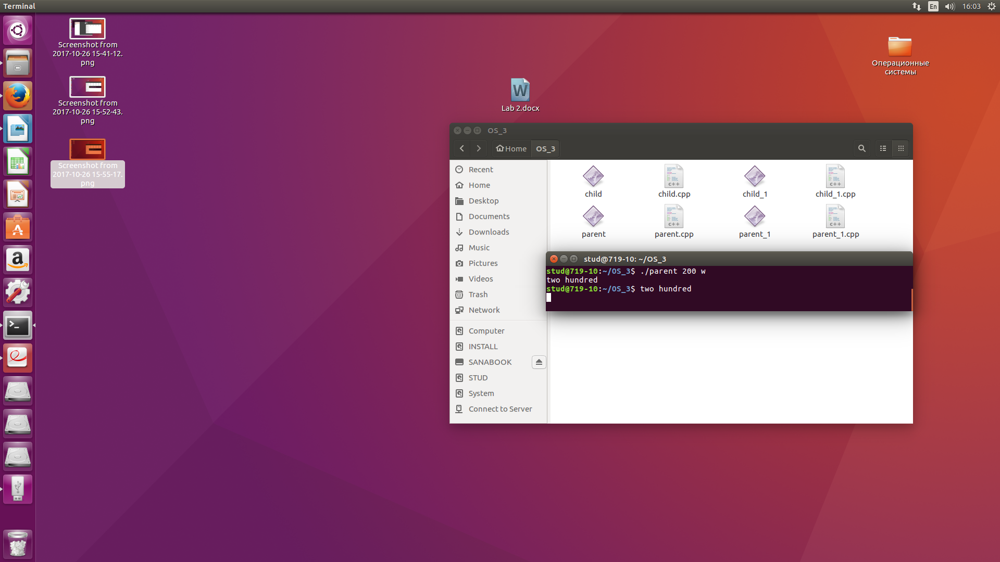 Terminal
En
16:03
Screenshot from
2017-10-26 15-41-12.
png
Screenshot from
2017-10-26 15-52-43.
png
Screenshot from
2017-10-26 15-55-17.
png
Lab 2.docx
Операционные
системы
OS_3
Home
OS_3
Recent
Home
Desktop
Documents
Downloads
Music
Pictures
Videos
Trash
Network
Computer
INSTALL
SANABOOK
STUD
System
Connect to Server
child
child.cpp
child_1
child_1.cpp
parent
parent.cpp
parent_1
parent_1.cpp
stud@719-10: ~/OS_3
stud@719-10:~/OS_3$ ./parent 200 w
two hundred
stud@719-10:~/OS_3$ two hundred